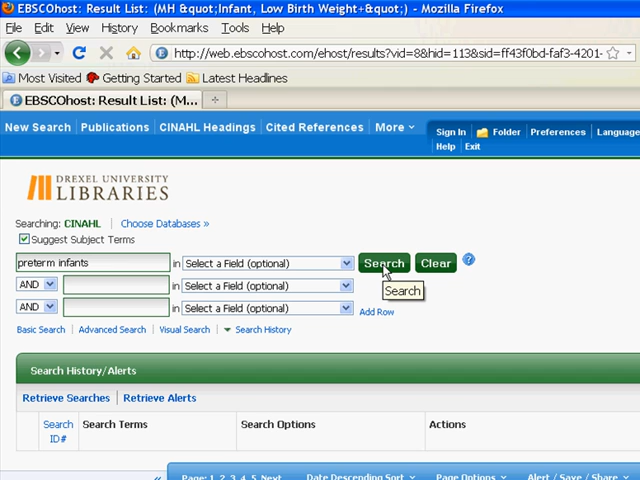 EBSCOhost: Result List: (MH &quot;Infant, Low Birth Weight+&quot;) - Mozilla Firefox
File Edit View History Bookmarks Tools Help
http://web.ebscohost.com/ehost/results?vid=8&hid=113&sid=ff43f0bd-faf3-4201-
Most Visited Getting Started Latest Headlines
EBSCOhost: Result List: (M...
New Search Publications CINAHL Headings Cited References More
Sign In Folder Preferences Language
Help Exit
DREXEL UNIVERSITY
LIBRARIES
Searching: CINAHL Choose Databases »
Suggest Subject Terms
preterm infants in Select a Field (optional) Search Clear ?
AND in Select a Field (optional) Search
AND in Select a Field (optional) Add Row
Basic Search Advanced Search Visual Search Search History
Search History/Alerts
Retrieve Searches Retrieve Alerts
Search ID# Search Terms Search Options Actions
« Page: 1 2 3 4 5 Next Date Descending Sort Page Options Alert / Save / Share